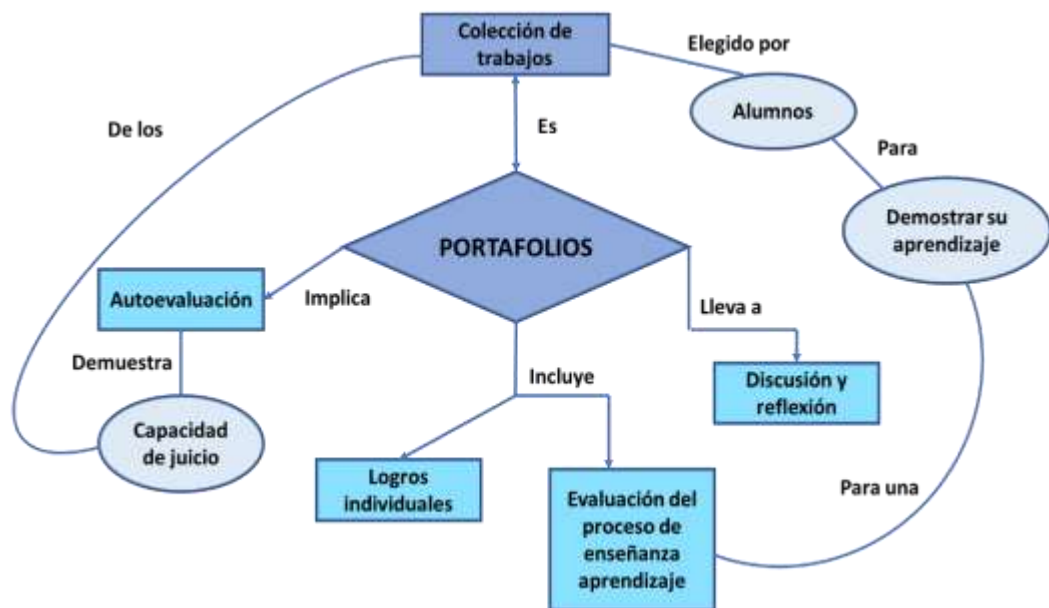 Colección de
trabajos
Elegido por
Alumnos
De los
Es
Para
Demostrar su
aprendizaje
PORTAFOLIOS
Autoevaluación
Implica
Lleva a
Demuestra
Incluye
Discusión y
reflexión
Capacidad
de juicio
Logros
individuales
Para una
Evaluación del
proceso de
enseñanza
aprendizaje